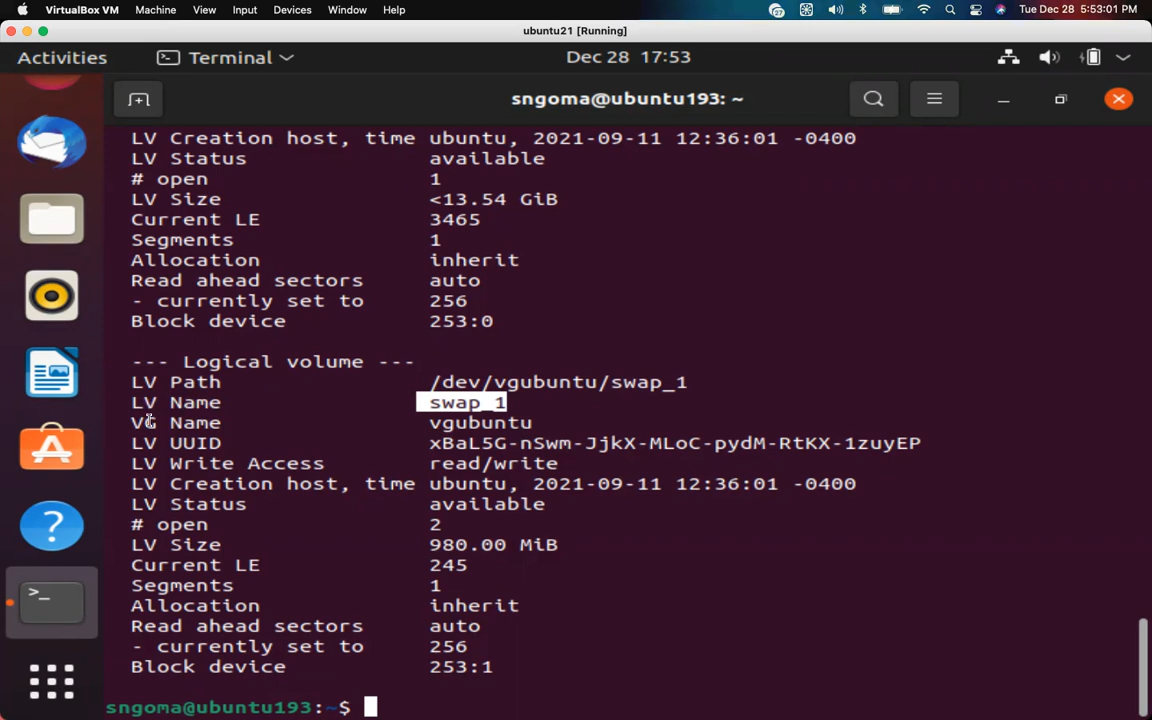 VirtualBox VM Machine View Input Devices Window Help 27 Tue Dec 28 5:53:01 PM
ubuntu21 [Running]
Activities Terminal Dec 28 17:53
sngoma@ubuntu193: ~
LV Creation host, time ubuntu, 2021-09-11 12:36:01 -0400
LV Status available
# open 1
LV Size <13.54 GiB
Current LE 3465
Segments 1
Allocation inherit
Read ahead sectors auto
- currently set to 256
Block device 253:0
--- Logical volume ---
LV Path /dev/vgubuntu/swap_1
LV Name swap_1
VG Name vgubuntu
LV UUID xBaL5G-nSwm-JjkX-MLoC-pydM-RtKX-1zuyEP
LV Write Access read/write
LV Creation host, time ubuntu, 2021-09-11 12:36:01 -0400
LV Status available
# open 2
LV Size 980.00 MiB
Current LE 245
Segments 1
Allocation inherit
Read ahead sectors auto
- currently set to 256
Block device 253:1
sngoma@ubuntu193:~$